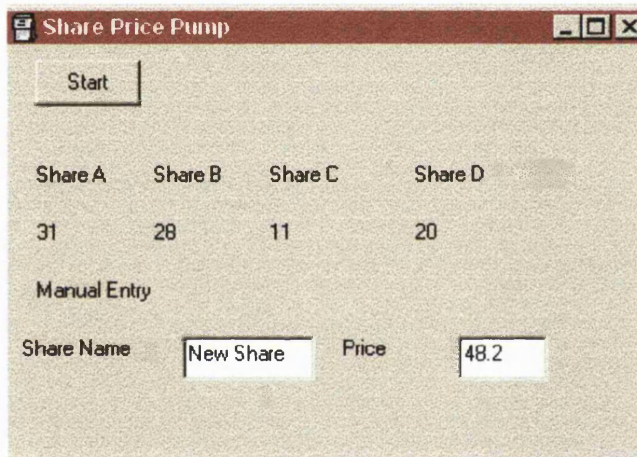 Share Price Pump
Start
Share A Share B Share C Share D
31 28 11 20
Manual Entry
Share Name New Share Price 48.2